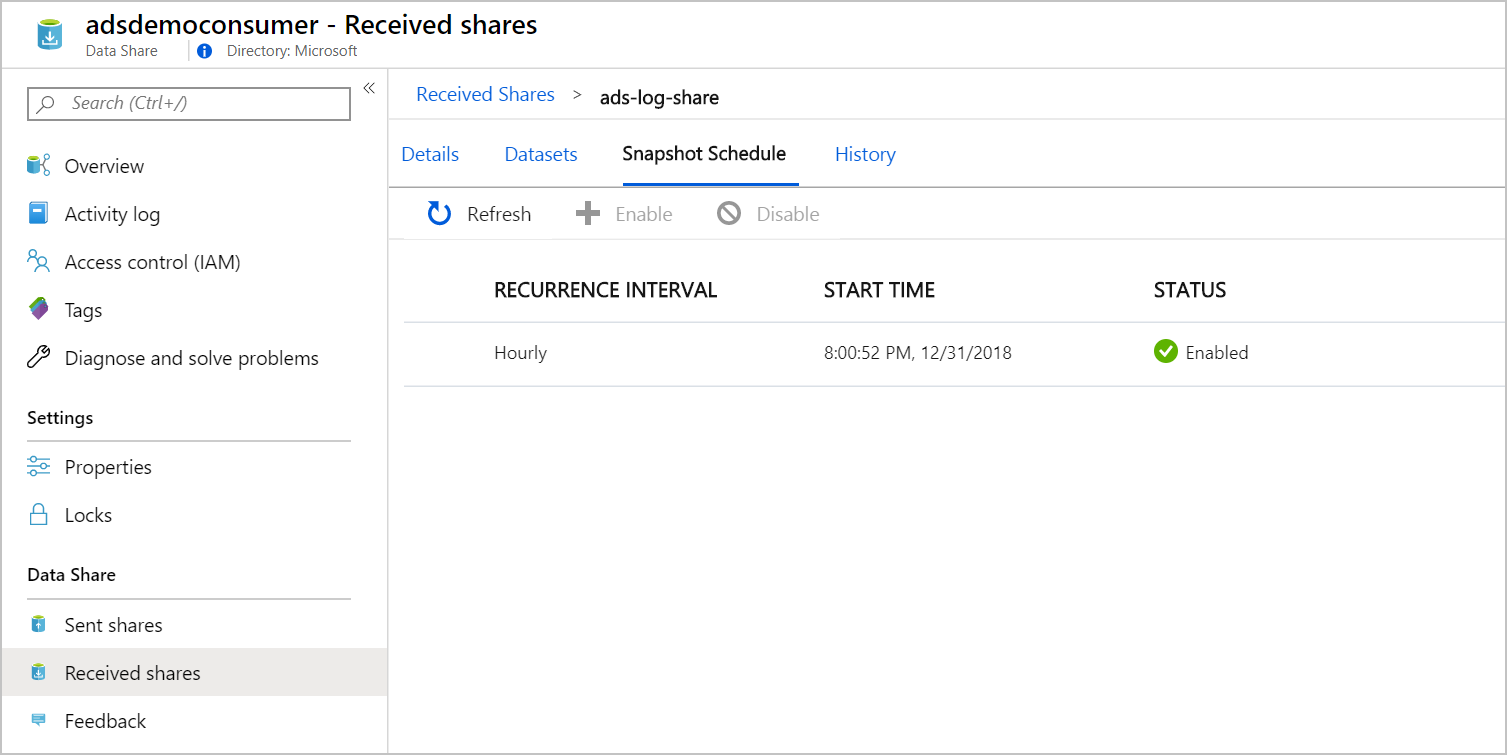 adsdemoconsumer - Received shares
Data Share
Directory: Microsoft
Search (Ctrl+/)
«
Overview
Activity log
Access control (IAM)
Tags
Diagnose and solve problems
Settings
Properties
Locks
Data Share
Sent shares
Received shares
Feedback
Received Shares > ads-log-share
Details Datasets Snapshot Schedule History
Refresh Enable Disable
RECURRENCE INTERVAL START TIME STATUS
Hourly 8:00:52 PM, 12/31/2018 Enabled